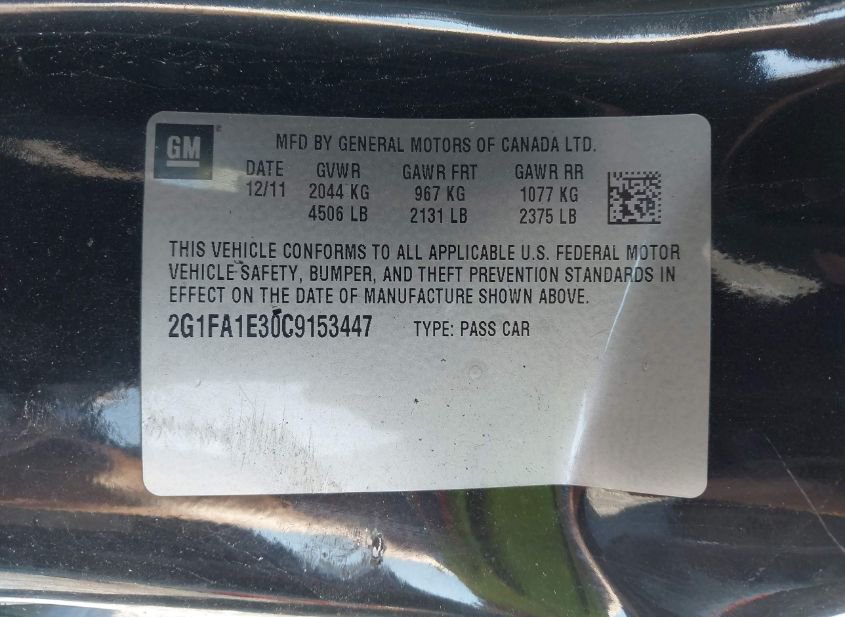 GM
MFD BY GENERAL MOTORS OF CANADA LTD.
DATE GVWR GAWR FRT GAWR RR
12/11 2044 KG 967 KG 1077 KG
4506 LB 2131 LB 2375 LB
THIS VEHICLE CONFORMS TO ALL APPLICABLE U.S. FEDERAL MOTOR
VEHICLE SAFETY, BUMPER, AND THEFT PREVENTION STANDARDS IN
EFFECT ON THE DATE OF MANUFACTURE SHOWN ABOVE.
2G1FA1E30C9153447 TYPE: PASS CAR